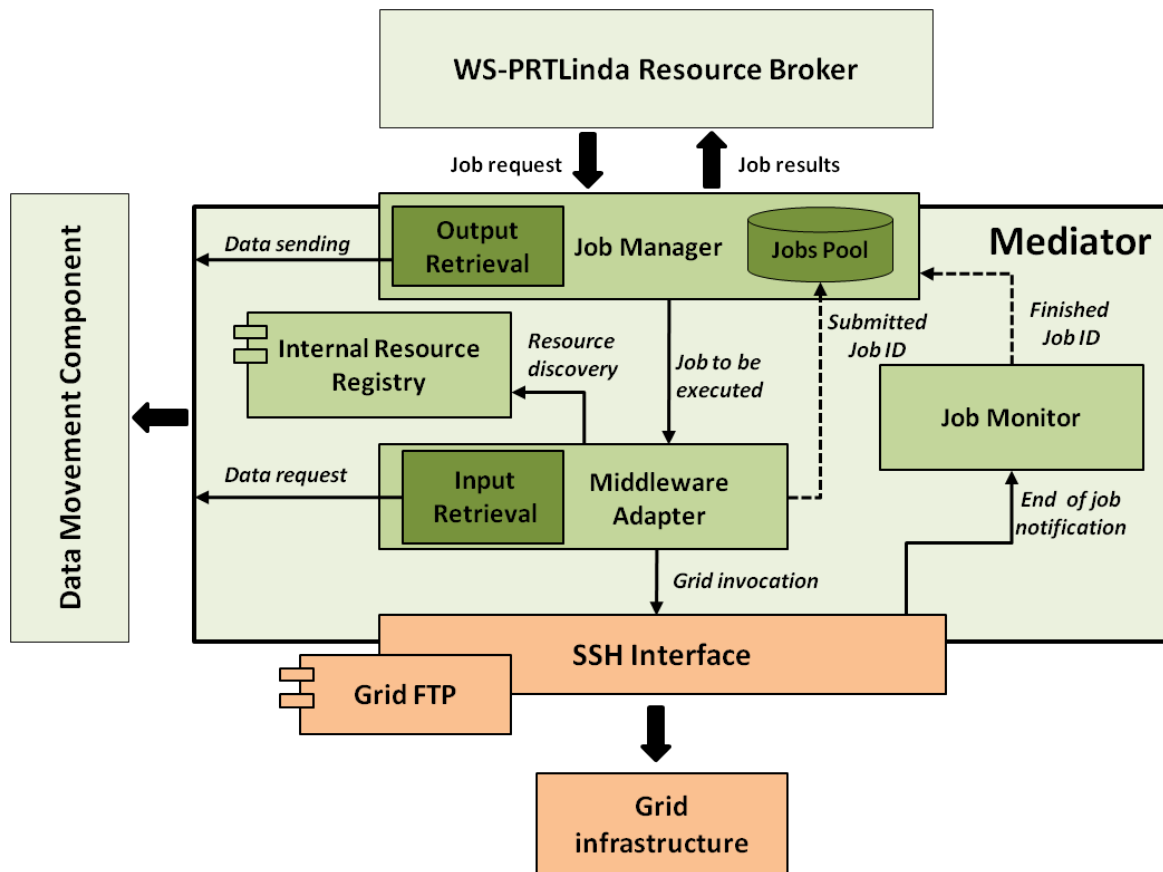 WS-PRTLinda Resource Broker
Job request
Job results
Data Movement Component
Mediator
Output
Retrieval
Job Manager
Jobs Pool
Data sending
Internal Resource
Registry
Resource
discovery
Job to be
executed
Submitted
Job ID
Finished
Job ID
Job Monitor
Data request
Input
Retrieval
Middleware
Adapter
End of job
notification
Grid invocation
SSH Interface
Grid FTP
Grid
infrastructure